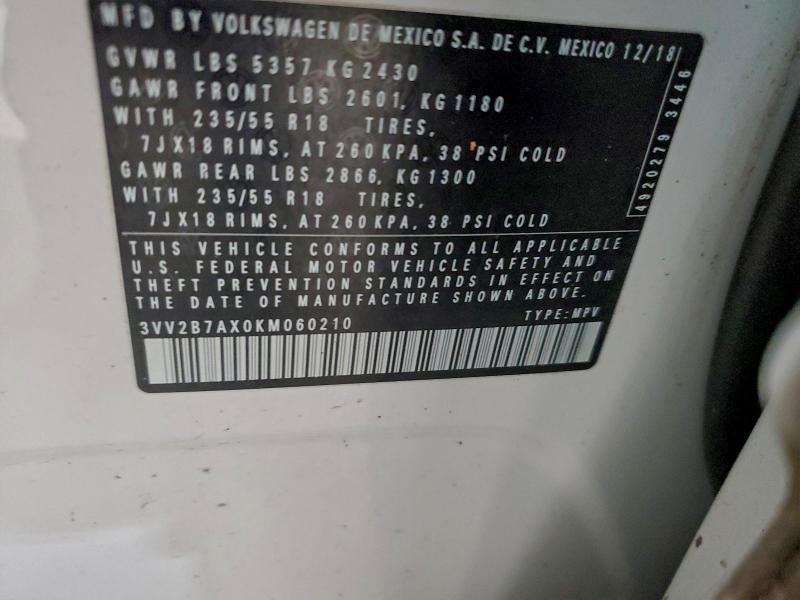 MFD BY VOLKSWAGEN DE MEXICO S.A. DE C.V. MEXICO 12/18
GVWR LBS 5357 KG 2430
GAWR FRONT LBS 2601, KG 1180
WITH 235/55 R18 TIRES,
7JX18 RIMS, AT 260 KPA, 38 PSI COLD
GAWR REAR LBS 2866, KG 1300
WITH 235/55 R18 TIRES,
7JX18 RIMS, AT 260 KPA, 38 PSI COLD
4920279 3446
THIS VEHICLE CONFORMS TO ALL APPLICABLE
U.S. FEDERAL MOTOR VEHICLE SAFETY AND
THEFT PREVENTION STANDARDS IN EFFECT ON
THE DATE OF MANUFACTURE SHOWN ABOVE.
3VV2B7AX0KM060210 TYPE: MPV